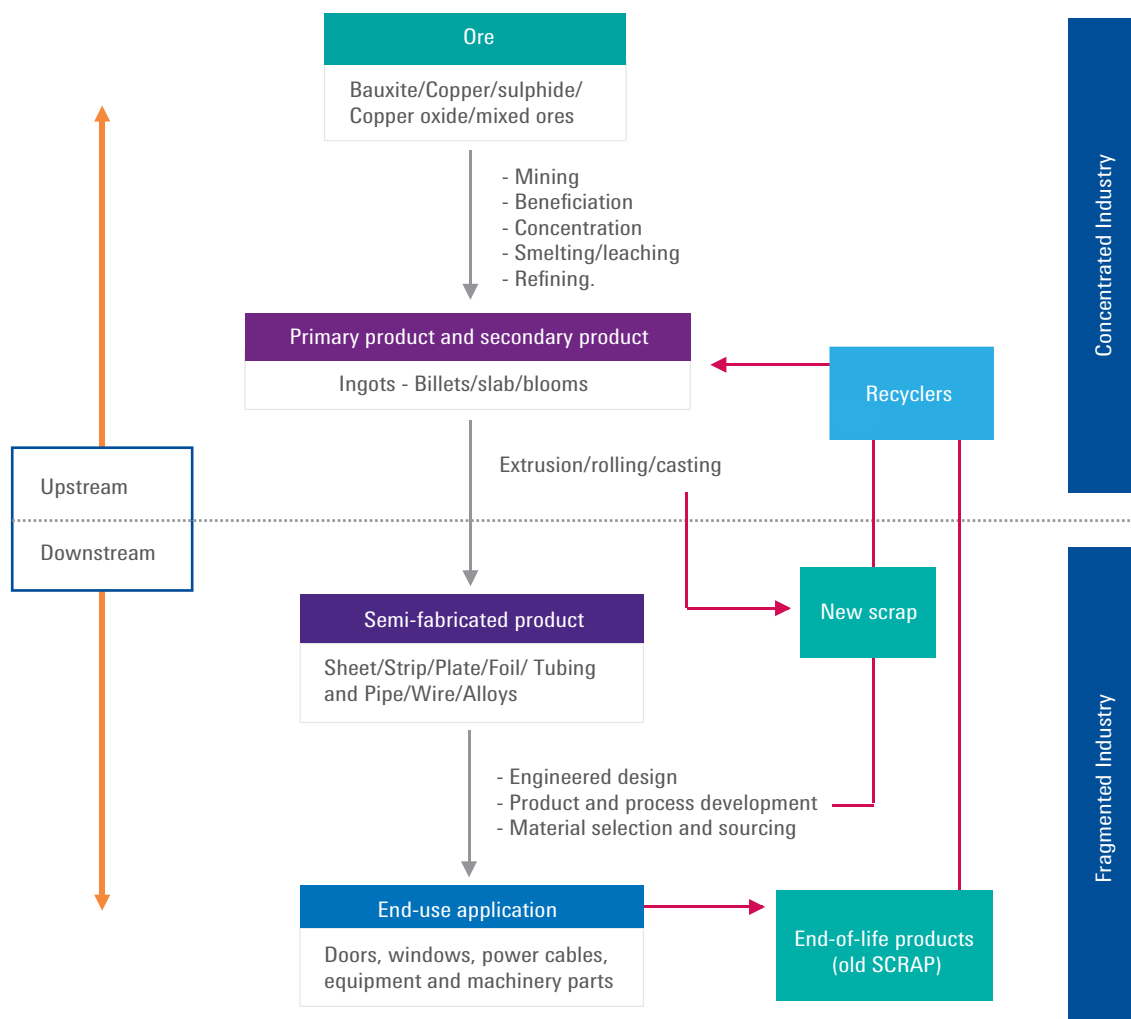 Ore
Bauxite/Copper/sulphide/
Copper oxide/mixed ores
- Mining
- Beneficiation
- Concentration
- Smelting/leaching
- Refining.
Concentrated Industry
Primary product and secondary product
Ingots - Billets/slab/blooms
Recyclers
Extrusion/rolling/casting
Upstream
Downstream
New scrap
Semi-fabricated product
Sheet/Strip/Plate/Foil/ Tubing
and Pipe/Wire/Alloys
Fragmented Industry
- Engineered design
- Product and process development
- Material selection and sourcing
End-use application
Doors, windows, power cables,
equipment and machinery parts
End-of-life products
(old SCRAP)